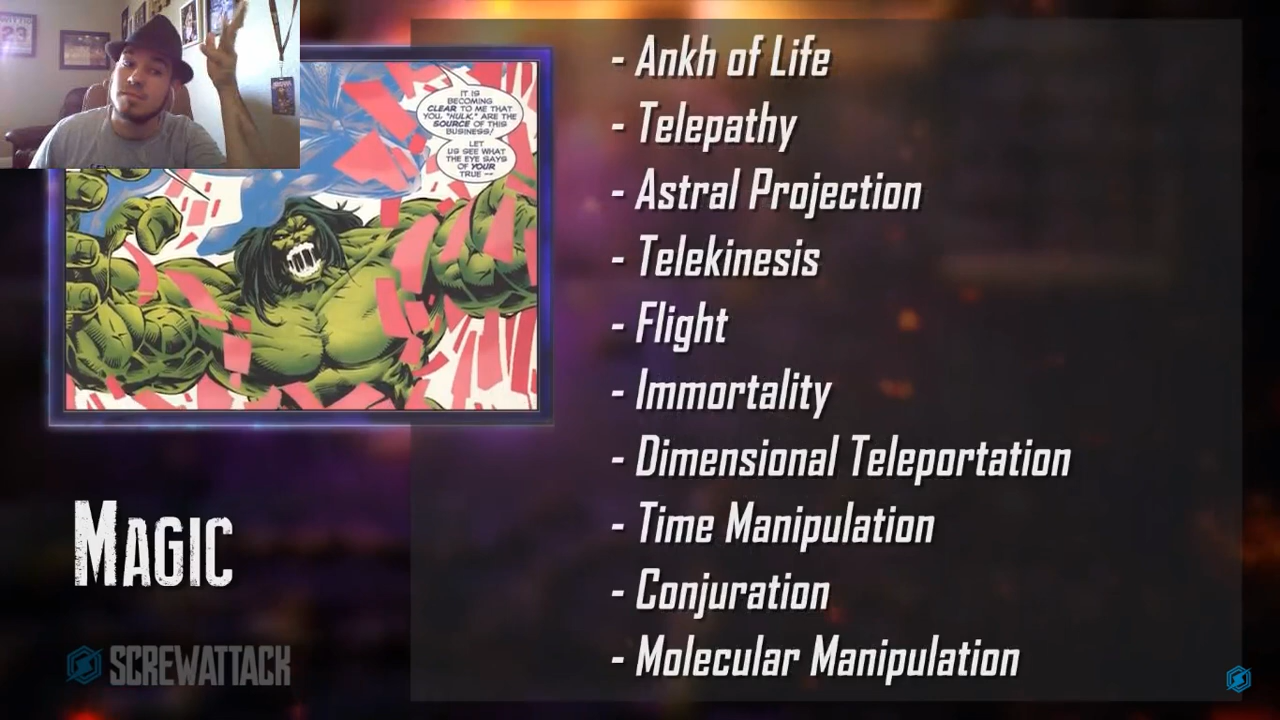 IT IS
BECOMING
CLEAR TO ME THAT
YOU, "HULK," ARE THE
SOURCE OF THIS
BUSINESS!
LET
US SEE WHAT
THE EYE SAYS
OF YOUR
TRUE --
- Ankh of Life
- Telepathy
- Astral Projection
- Telekinesis
- Flight
- Immortality
- Dimensional Teleportation
- Time Manipulation
- Conjuration
- Molecular Manipulation
MAGIC
SCREWATTACK